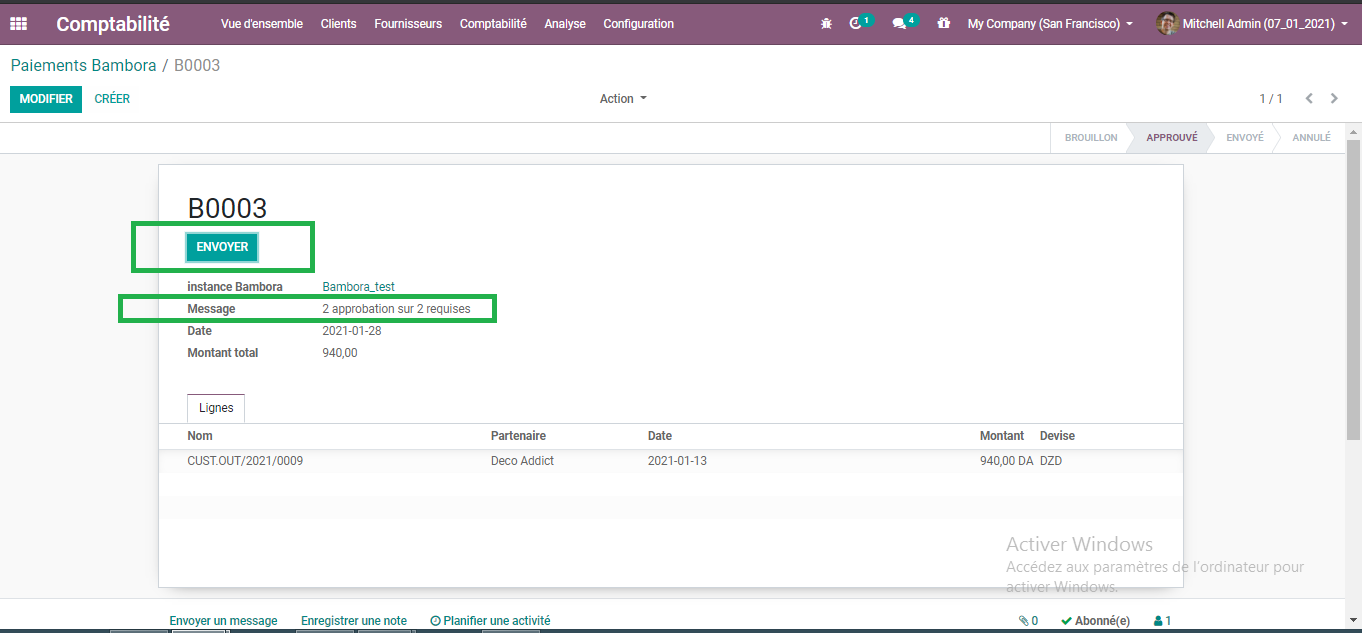 Comptabilité Vue d'ensemble Clients Fournisseurs Comptabilité Analyse Configuration 1 4 My Company (San Francisco) Mitchell Admin (07_01_2021)
Paiements Bambora / B0003
MODIFIER CRÉER Action 1 / 1
BROUILLON APPROUVÉ ENVOYÉ ANNULÉ
B0003
ENVOYER
instance Bambora Bambora_test
Message 2 approbation sur 2 requises
Date 2021-01-28
Montant total 940,00
Lignes
Nom Partenaire Date Montant Devise
CUST.OUT/2021/0009 Deco Addict 2021-01-13 940,00 DA DZD
Activer Windows
Accédez aux paramètres de l'ordinateur pour
activer Windows.
Envoyer un message Enregistrer une note Planifier une activité 0 Abonné(e) 1